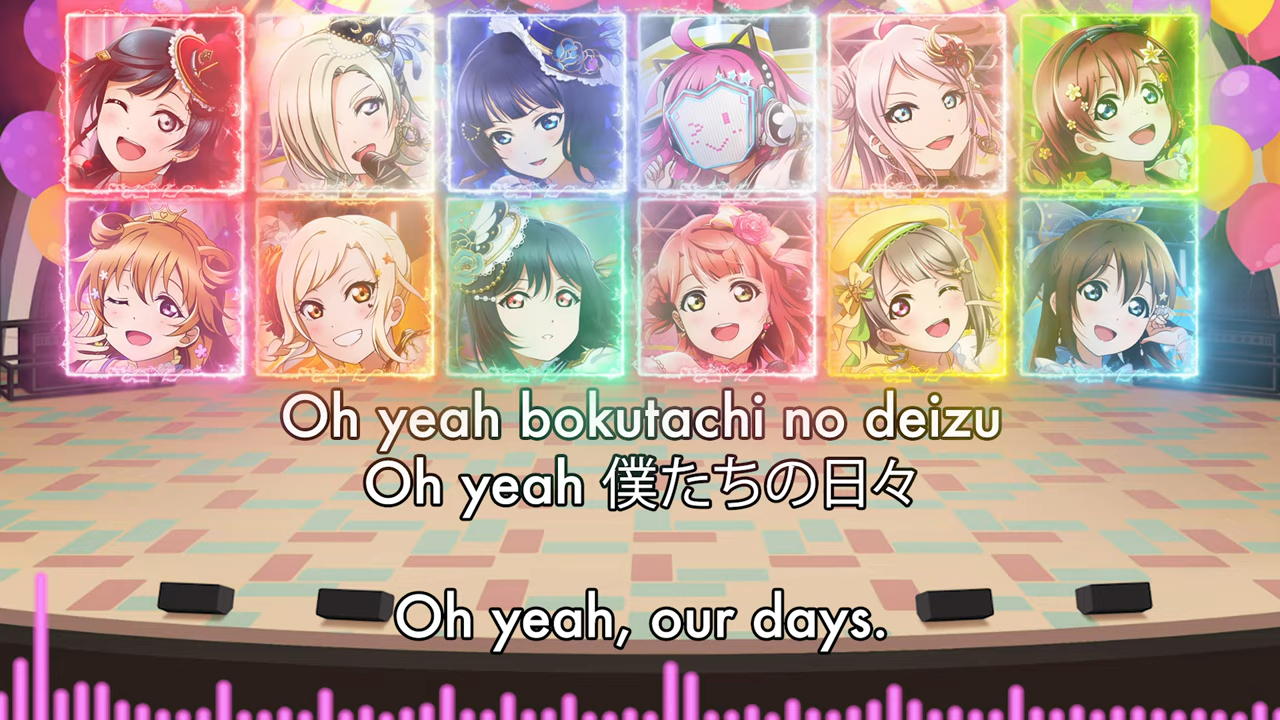 Oh yeah bokutachi no deizu
Oh yeah 僕たちの日々
Oh yeah, our days.